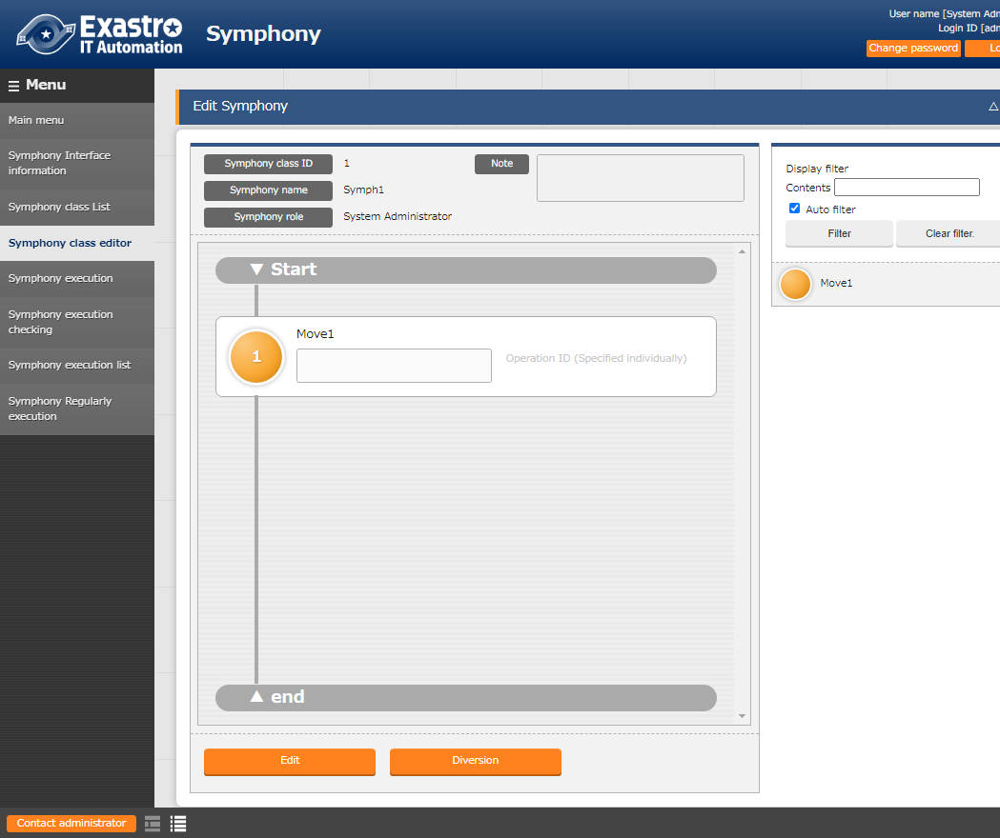 Exastro
IT Automation
Symphony
User name [System Adm
Login ID [adm
Change password
Lo
Menu
Main menu
Symphony Interface
information
Symphony class List
Symphony class editor
Symphony execution
Symphony execution
checking
Symphony execution list
Symphony Regularly
execution
Edit Symphony
Symphony class ID 1
Note
Symphony name Symph1
Symphony role System Administrator
Start
Move1
1
Operation ID (Specified individually)
end
Edit
Diversion
Display filter
Contents
Auto filter
Filter
Clear filter.
Move1
Contact administrator